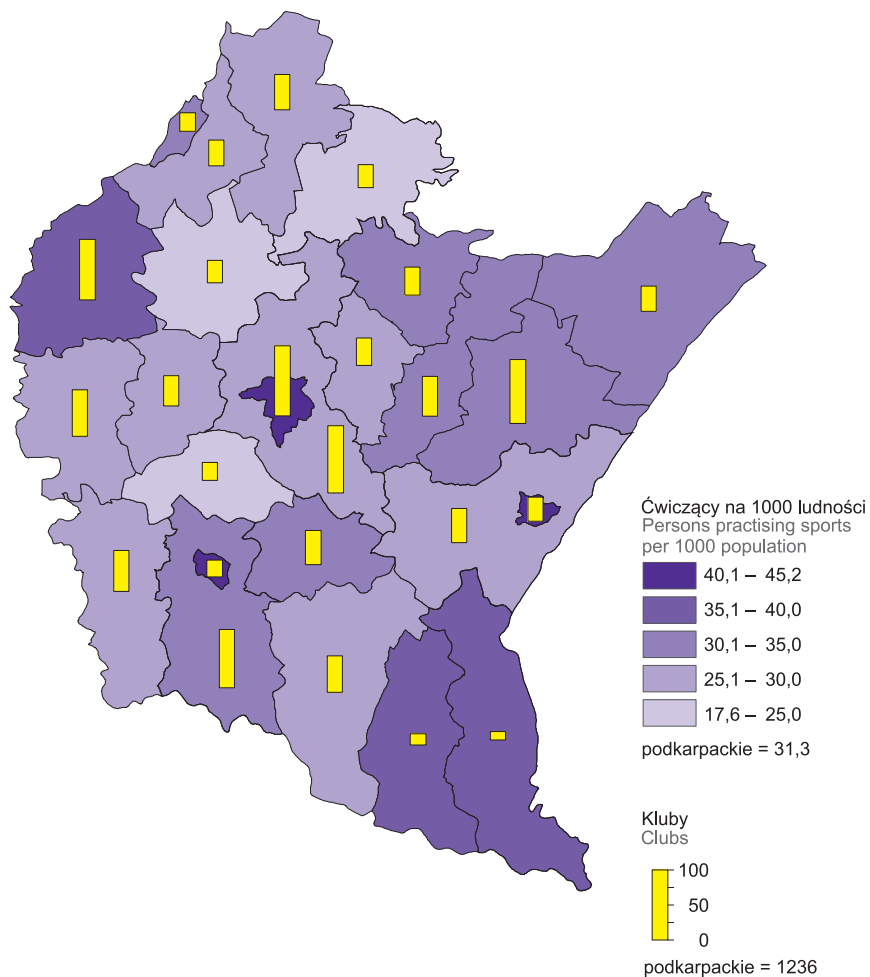 Ćwiczący na 1000 ludności
Persons practising sports
per 1000 population
40,1 – 45,2
35,1 – 40,0
30,1 – 35,0
25,1 – 30,0
17,6 – 25,0
podkarpackie = 31,3
Kluby
Clubs
100
50
0
podkarpackie = 1236